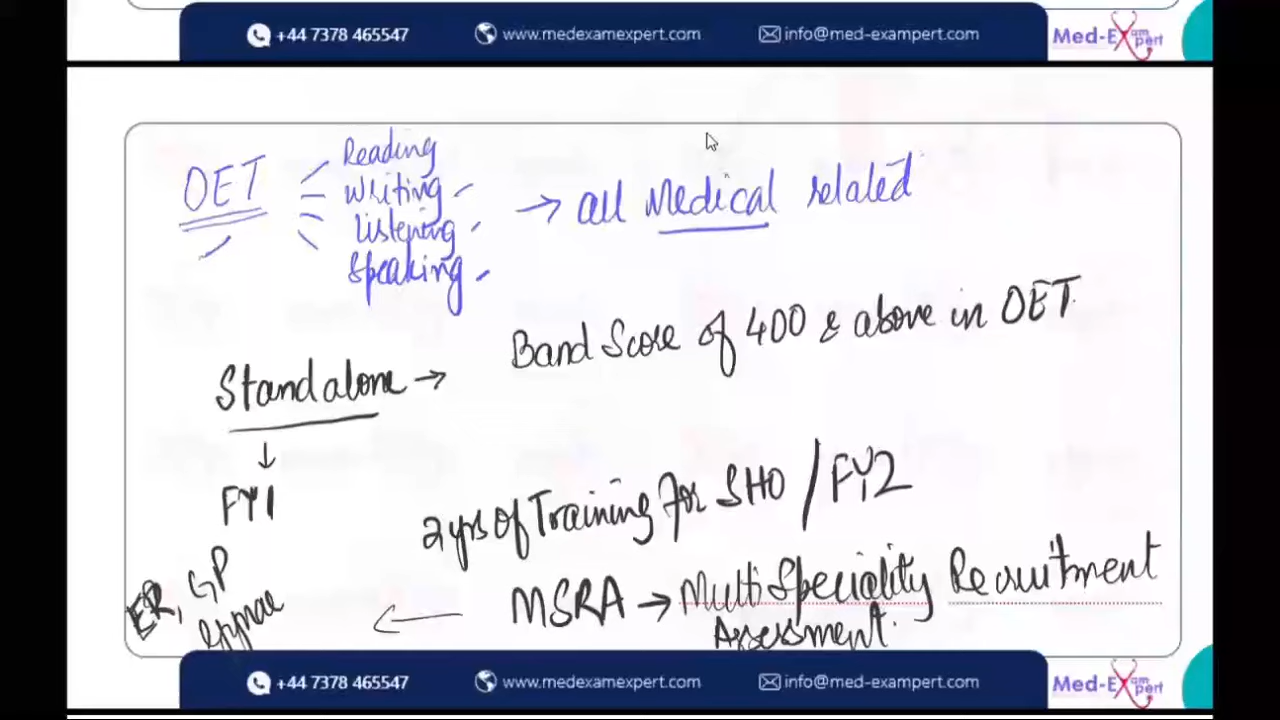 +44 7378 465547 www.medexamexpert.com info@med-exampert.com Med-Exampert
OET
Reading
Writing
Listening
Speaking
→ all Medical related
Band Score of 400 & above in OET
Standalone →
↓
FY1
2 yrs of Training for SHO / FY2
ER, GP
gynae
← MSRA → Multi Speciality Recruitment
Assessment.
+44 7378 465547 www.medexamexpert.com info@med-exampert.com Med-Exampert